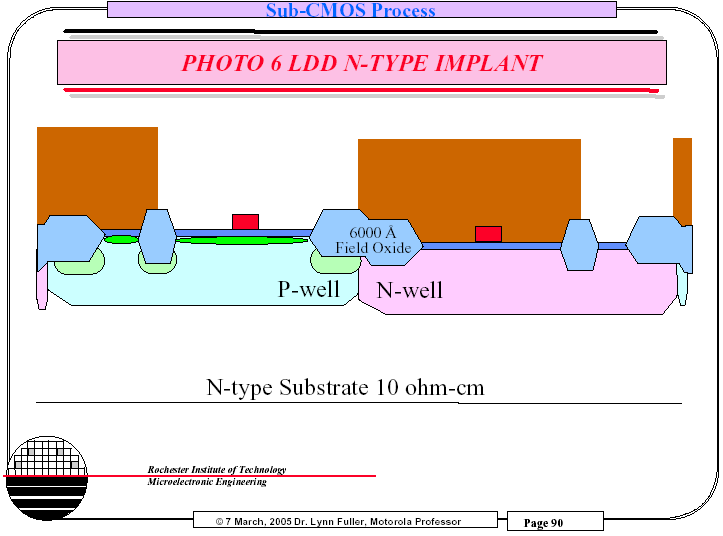 Sub-CMOS Process
PHOTO 6 LDD N-TYPE IMPLANT
6000 Å
Field Oxide
P-well
N-well
N-type Substrate 10 ohm-cm
Rochester Institute of Technology
Microelectronic Engineering
© 7 March, 2005 Dr. Lynn Fuller, Motorola Professor
Page 90